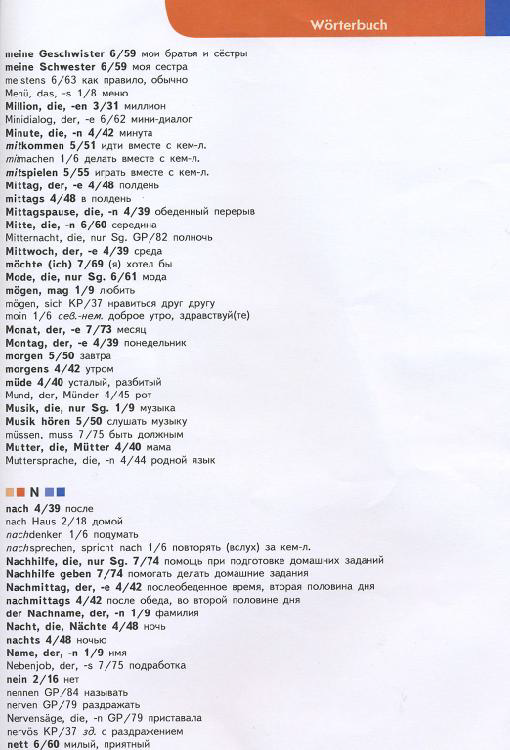 Wörterbuch
meine Geschwister 6/59 мои братья и сёстры
meine Schwester 6/59 моя сестра
meistens 6/63 как правило, обычно
Menü, das, -s 1/8 меню
Million, die, -en 3/31 миллион
Minidialog, der, -e 6/62 мини-диалог
Minute, die, -n 4/42 минута
mitkommen 5/51 идти вместе с кем-л.
mitmachen 1/6 делать вместе с кем-л.
mitspielen 5/55 играть вместе с кем-л.
Mittag, der, -e 4/48 полдень
mittags 4/48 в полдень
Mittagspause, die, -n 4/39 обеденный перерыв
Mitte, die, -n 6/60 середина
Mitternacht, die, nur Sg. GP/82 полночь
Mittwoch, der, -e 4/39 среда
möchte (ich) 7/69 (я) хотел бы
Mode, die, nur Sg. 6/61 мода
mögen, mag 1/9 любить
mögen, sich KP/37 нравиться друг другу
moin 1/6 сев.-нем. доброе утро, здравствуй(те)
Monat, der, -e 7/73 месяц
Montag, der, -e 4/39 понедельник
morgen 5/50 завтра
morgens 4/42 утром
müde 4/40 усталый, разбитый
Mund, der, Münder 4/45 рот
Musik, die, nur Sg. 1/9 музыка
Musik hören 5/50 слушать музыку
müssen, muss 7/75 быть должным
Mutter, die, Mütter 4/40 мама
Muttersprache, die, -n 4/44 родной язык
N
nach 4/39 после
nach Haus 2/18 домой
nachdenker 1/6 подумать
nachsprechen, spricht nach 1/6 повторять (вслух) за кем-л.
Nachhilfe, die, nur Sg. 7/74 помощь при подготовке домашних заданий
Nachhilfe geben 7/74 помогать делать домашние задания
Nachmittag, der, -e 4/42 послеобеденное время, вторая половина дня
nachmittags 4/42 после обеда, во второй половине дня
der Nachname, der, -n 1/9 фамилия
Nacht, die, Nächte 4/48 ночь
nachts 4/48 ночью
Name, der, -n 1/9 имя
Nebenjob, der, -s 7/75 подработка
nein 2/16 нет
nennen GP/84 называть
nerven GP/79 раздражать
Nervensäge, die, -n GP/79 приставала
nervös KP/37 зд. с раздражением
nett 6/60 милый, приятный